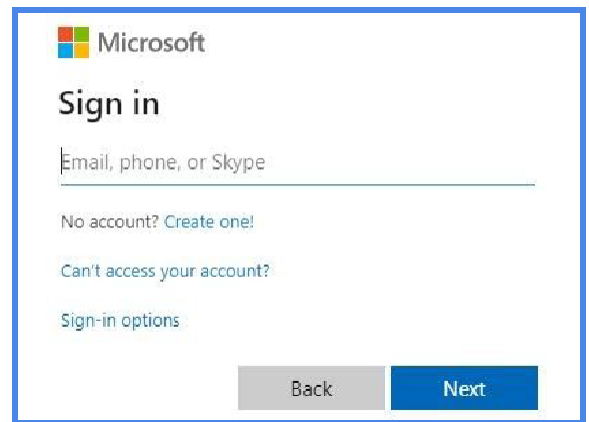 Microsoft
Sign in
Email, phone, or Skype
No account? Create one!
Can't access your account?
Sign-in options
Back Next